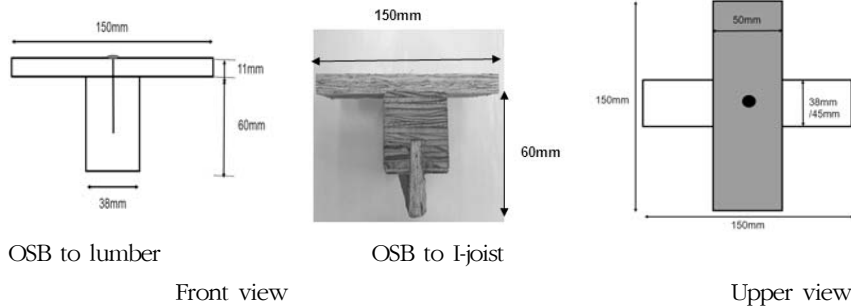 150mm
11mm
60mm
38mm
150mm
60mm
50mm
150mm
38mm
/45mm
150mm
OSB to lumber
OSB to I-joist
Front view
Upper view